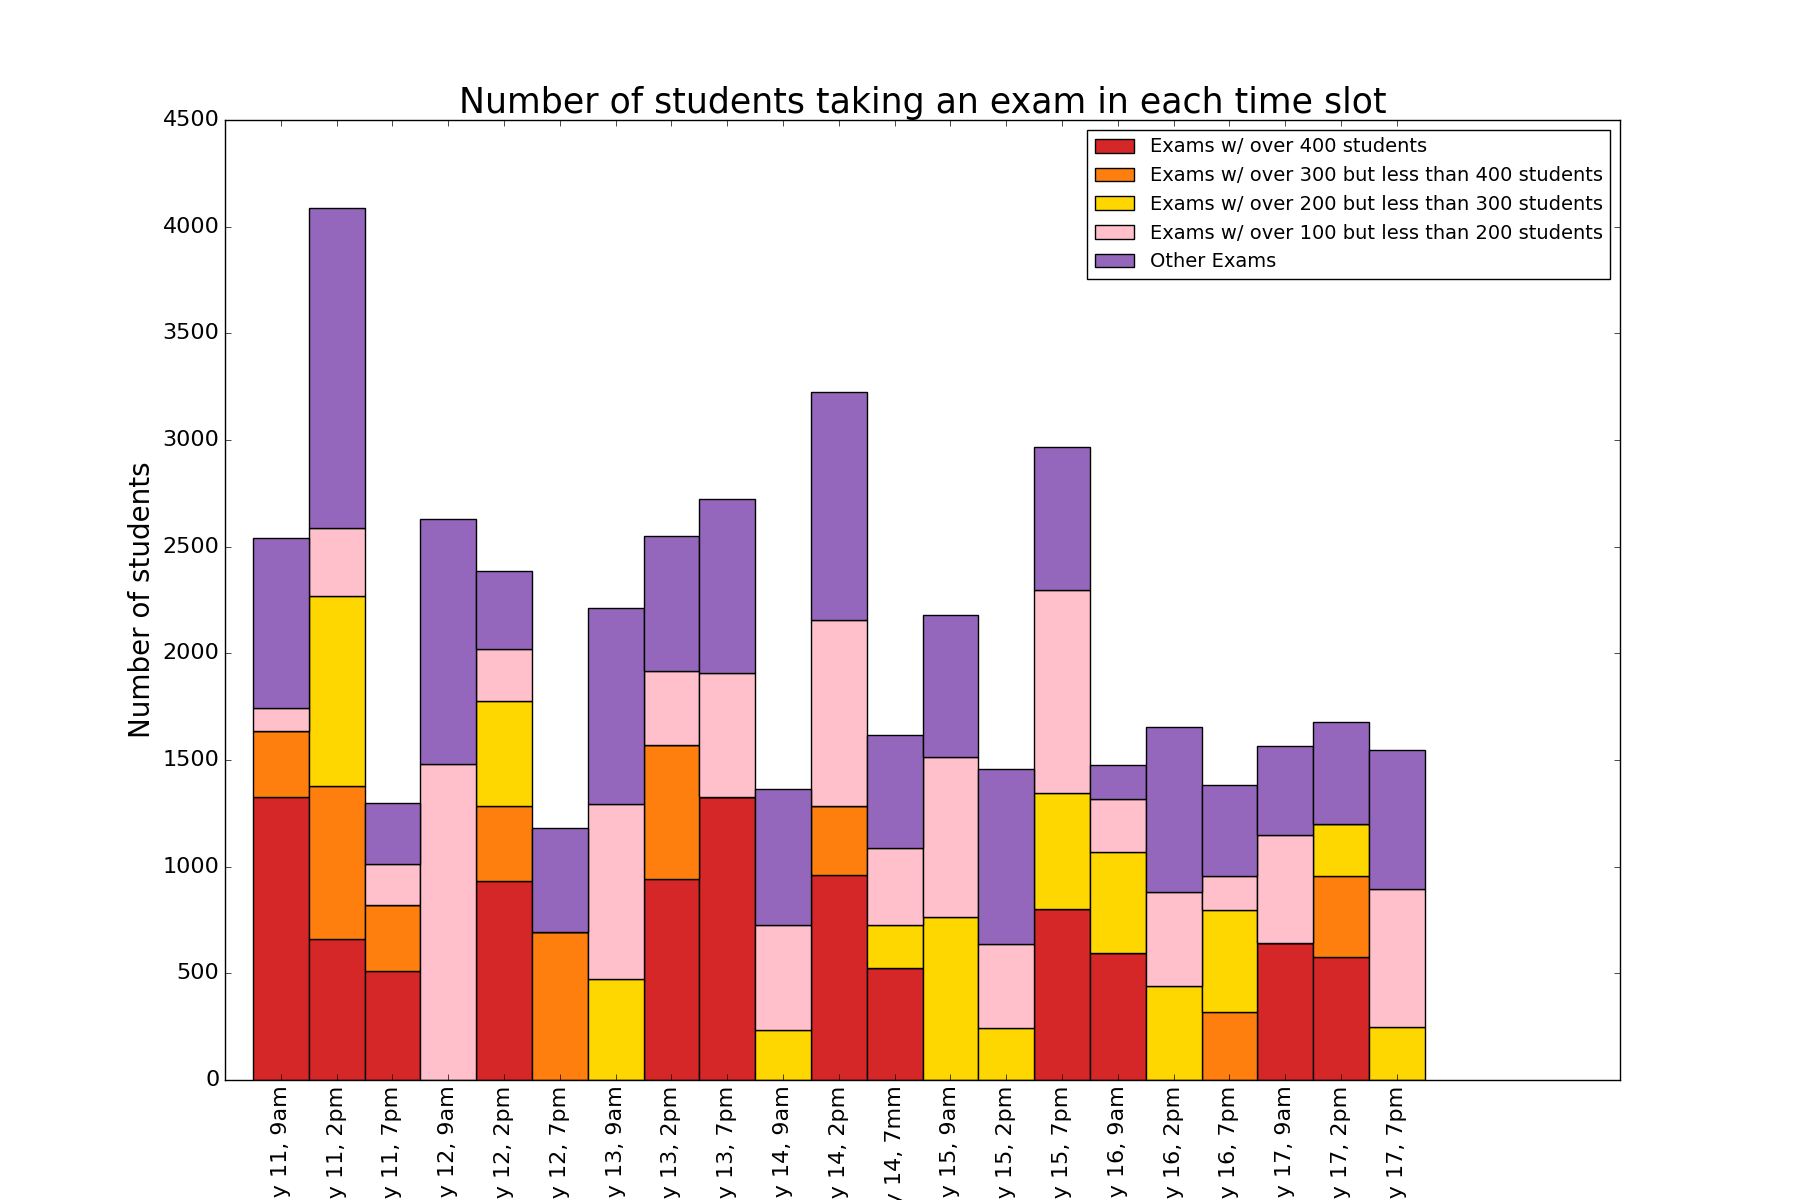 Number of students taking an exam in each time slot
4500
4000
3500
3000
2500
2000
1500
1000
500
0
Number of students
Exams w/ over 400 students
Exams w/ over 300 but less than 400 students
Exams w/ over 200 but less than 300 students
Exams w/ over 100 but less than 200 students
Other Exams
y 11, 9am
y 11, 2pm
y 11, 7pm
y 12, 9am
y 12, 2pm
y 12, 7pm
y 13, 9am
y 13, 2pm
y 13, 7pm
y 14, 9am
y 14, 2pm
y 14, 7mm
y 15, 9am
y 15, 2pm
y 15, 7pm
y 16, 9am
y 16, 2pm
y 16, 7pm
y 17, 9am
y 17, 2pm
y 17, 7pm